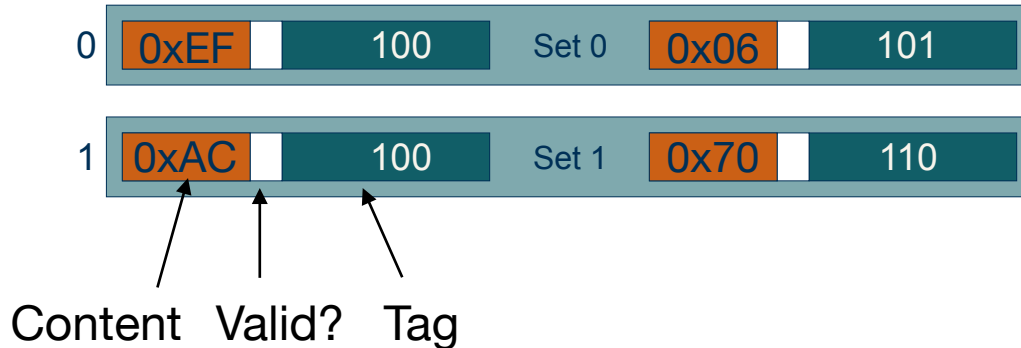 0 0xEF 100 Set 0 0x06 101
1 0xAC 100 Set 1 0x70 110
Content Valid? Tag